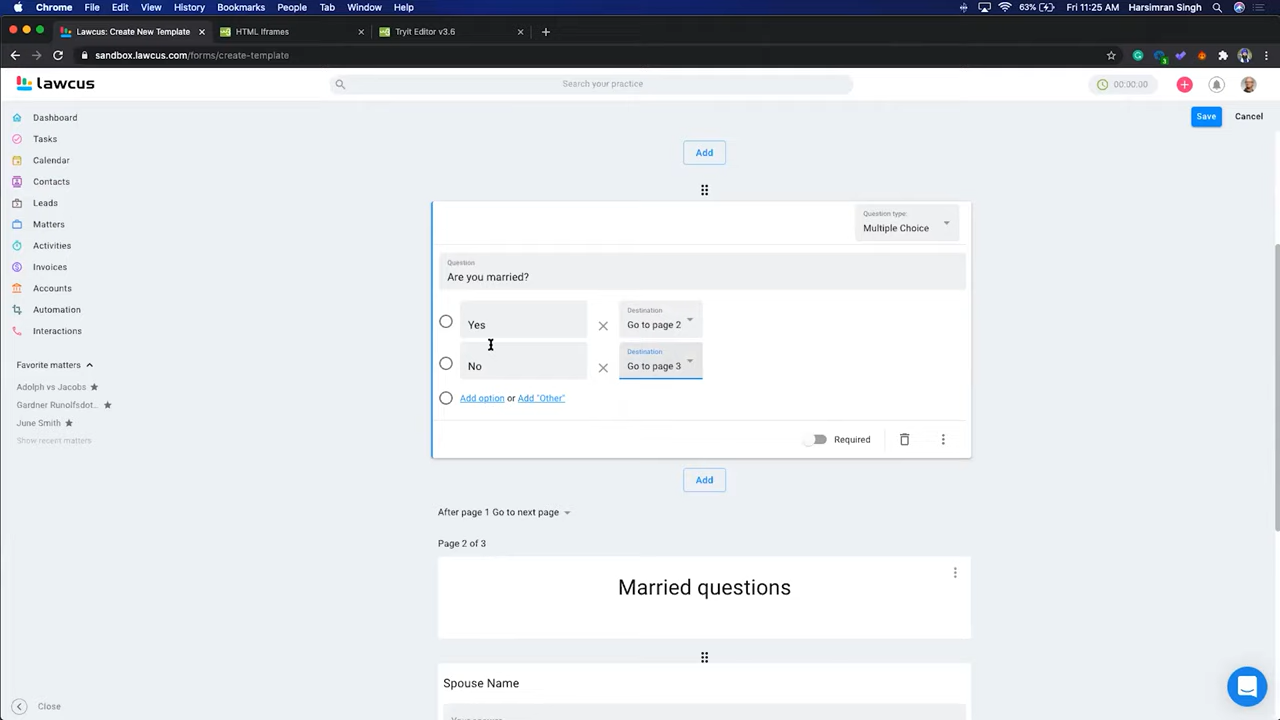 Chrome File Edit View History Bookmarks People Tab Window Help 63% Fri 11:25 AM Harsimran Singh
Lawcus: Create New Template HTML Iframes Tryit Editor v3.6
sandbox.lawcus.com/forms/create-template 3
lawcus Search your practice 00:00:00
Dashboard
Tasks
Calendar
Contacts
Leads
Matters
Activities
Invoices
Accounts
Automation
Interactions
Favorite matters
Adolph vs Jacobs
Gardner Runolfsdot...
June Smith
Show recent matters
Close
Save Cancel
Add
Question type:
Multiple Choice
Question
Are you married?
Yes Destination Go to page 2
No Destination Go to page 3
Add option or Add "Other"
Required
Add
After page 1 Go to next page
Page 2 of 3
Married questions
Spouse Name